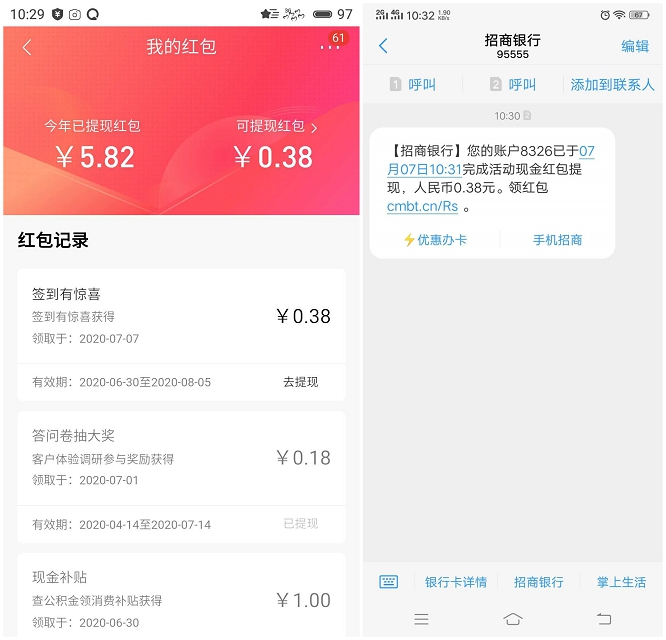 10:29
97
我的红包
61
今年已提现红包
可提现红包
￥5.82
￥0.38
红包记录
签到有惊喜
签到有惊喜获得
领取于：2020-07-07
￥0.38
有效期：2020-06-30至2020-08-05
去提现
答问卷抽大奖
客户体验调研参与奖励获得
领取于：2020-07-01
￥0.18
有效期：2020-04-14至2020-07-14
已提现
现金补贴
查公积金领消费补贴获得
领取于：2020-06-30
￥1.00
2G 4G 10:32 1.90 KB/s
67
招商银行
95555
编辑
1 呼叫
2 呼叫
添加到联系人
10:30
【招商银行】您的账户8326已于07
月07日10:31完成活动现金红包提
现，人民币0.38元。领红包
cmbt.cn/Rs 。
优惠办卡
手机招商
银行卡详情
招商银行
掌上生活